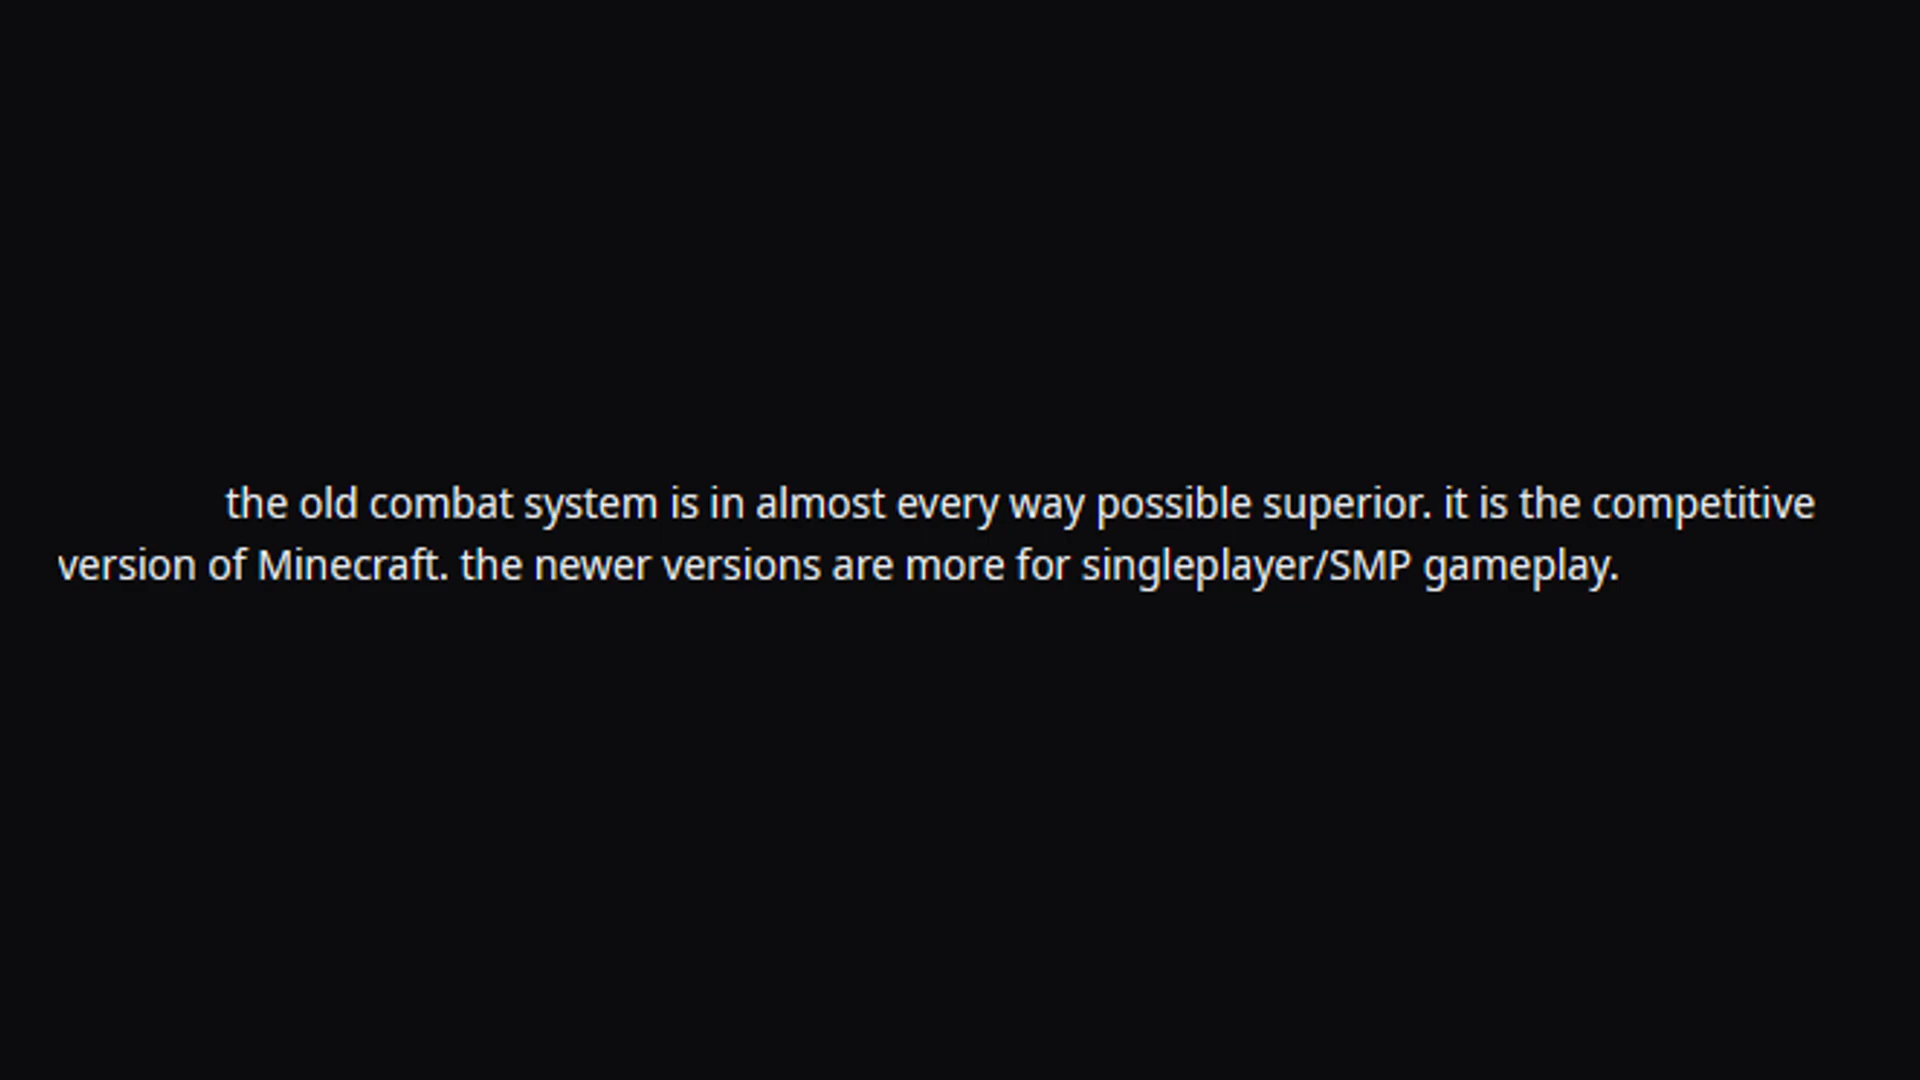 the old combat system is in almost every way possible superior. it is the competitive
version of Minecraft. the newer versions are more for singleplayer/SMP gameplay.